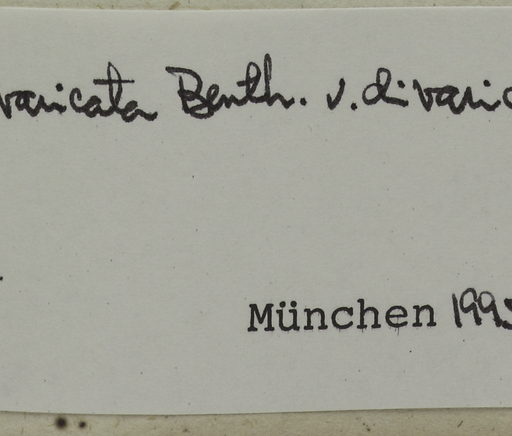 varicata Benth. v. divaric
München 199